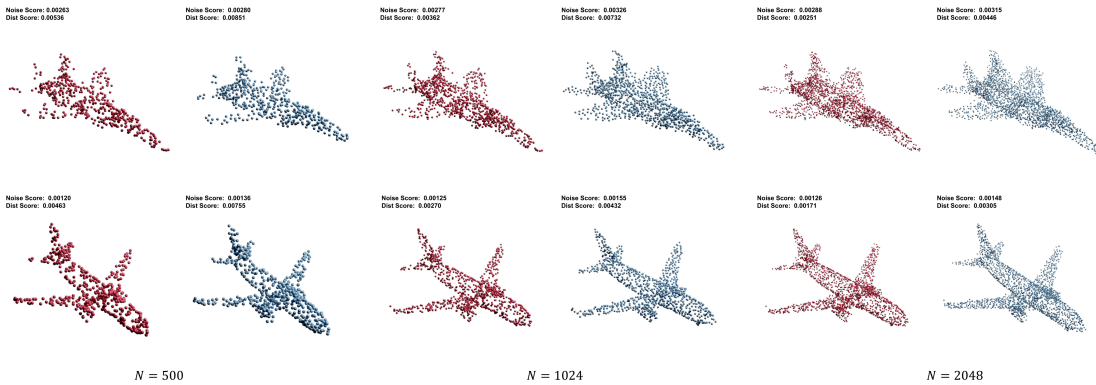 Noise Score: 0.00263
Dist Score: 0.00536
Noise Score: 0.00280
Dist Score: 0.00851
Noise Score: 0.00277
Dist Score: 0.00362
Noise Score: 0.00326
Dist Score: 0.00732
Noise Score: 0.00288
Dist Score: 0.00251
Noise Score: 0.00315
Dist Score: 0.00446
Noise Score: 0.00120
Dist Score: 0.00463
Noise Score: 0.00136
Dist Score: 0.00755
Noise Score: 0.00125
Dist Score: 0.00270
Noise Score: 0.00155
Dist Score: 0.00432
Noise Score: 0.00126
Dist Score: 0.00171
Noise Score: 0.00148
Dist Score: 0.00305
N = 500
N = 1024
N = 2048